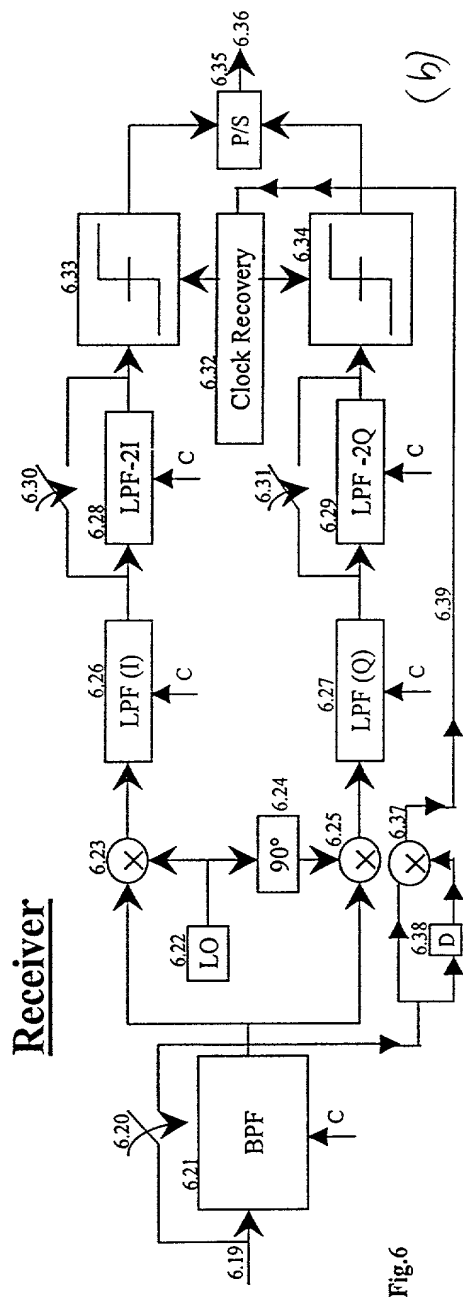 Receiver
6.19
6.20
6.21
BPF
C
6.22
LO
6.23
6.24
90°
6.25
6.26
LPF (I)
C
6.27
LPF (Q)
C
6.28
LPF-2I
C
6.30
6.29
LPF -2Q
C
6.31
6.32
Clock Recovery
6.33
6.34
P/S
6.35
6.36
6.37
6.38
D
6.39
(b)
Fig.6